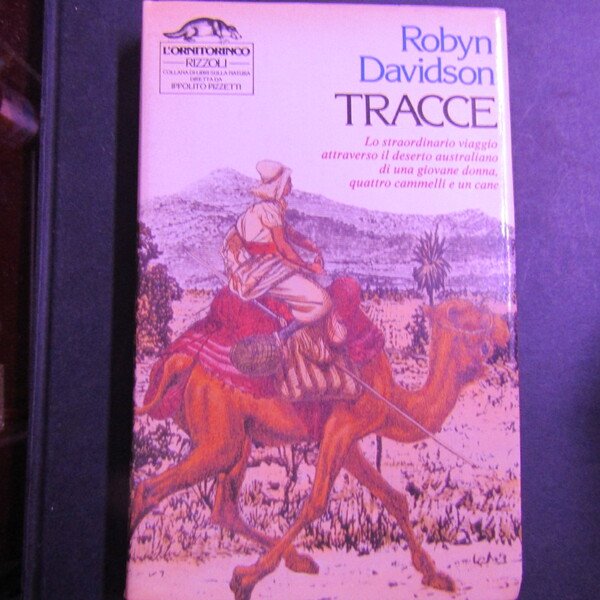 L'ORNITORINCO
RIZZOLI
COLLANA DI LIBRI SULLA NATURA
DIRETTA DA
IPPOLITO PIZZETTI
Robyn
Davidson
TRACCE
Lo straordinario viaggio
attraverso il deserto australiano
di una giovane donna,
quattro cammelli e un cane